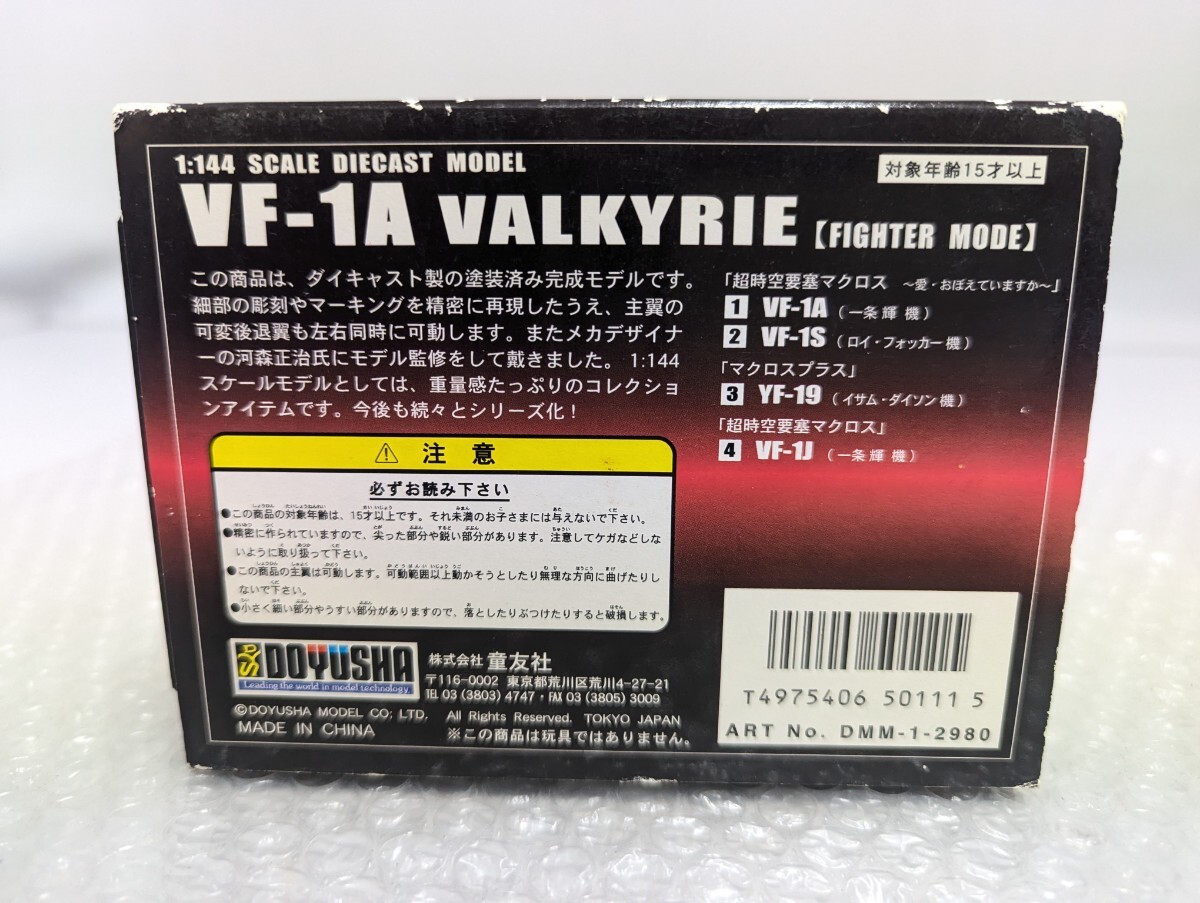 1:144 SCALE DIECAST MODEL
対象年齢15才以上
VF-1A VALKYRIE【FIGHTER MODE】
この商品は、ダイキャスト製の塗装済み完成モデルです。
細部の彫刻やマーキングを精密に再現したうえ、主翼の
可変後退翼も左右同時に可動します。またメカデザイナ
ーの河森正治氏にモデル監修をして戴きました。1:144
スケールモデルとしては、重量感たっぷりのコレクショ
ンアイテムです。今後も続々とシリーズ化！
「超時空要塞マクロス ～愛・おぼえていますか～」
1 VF-1A（一条輝機）
2 VF-1S（ロイ・フォッカー機）
「マクロスプラス」
3 YF-19（イサム・ダイソン機）
「超時空要塞マクロス」
4 VF-1J（一条輝機）
⚠ 注意
必ずお読み下さい
●この商品の対象年齢は、15才以上です。それ未満のお子さまには与えないで下さい。
●精密に作られていますので、尖った部分や鋭い部分があります。注意してケガなどしな
いように取り扱って下さい。
●この商品の主翼は可動します。可動範囲以上動かそうとしたり無理な方向に曲げたりし
ないで下さい。
●小さく細い部分やうすい部分がありますので、落としたりぶつけたりすると破損します。
DOYUSHA
Leading the world in model technology
株式会社 童友社
〒116-0002 東京都荒川区荒川4-27-21
TEL 03 (3803) 4747・FAX 03 (3805) 3009
©DOYUSHA MODEL CO; LTD. All Rights Reserved. TOKYO JAPAN
MADE IN CHINA ※この商品は玩具ではありません。
T4975406 50111 5
ART No. DMM-1-2980